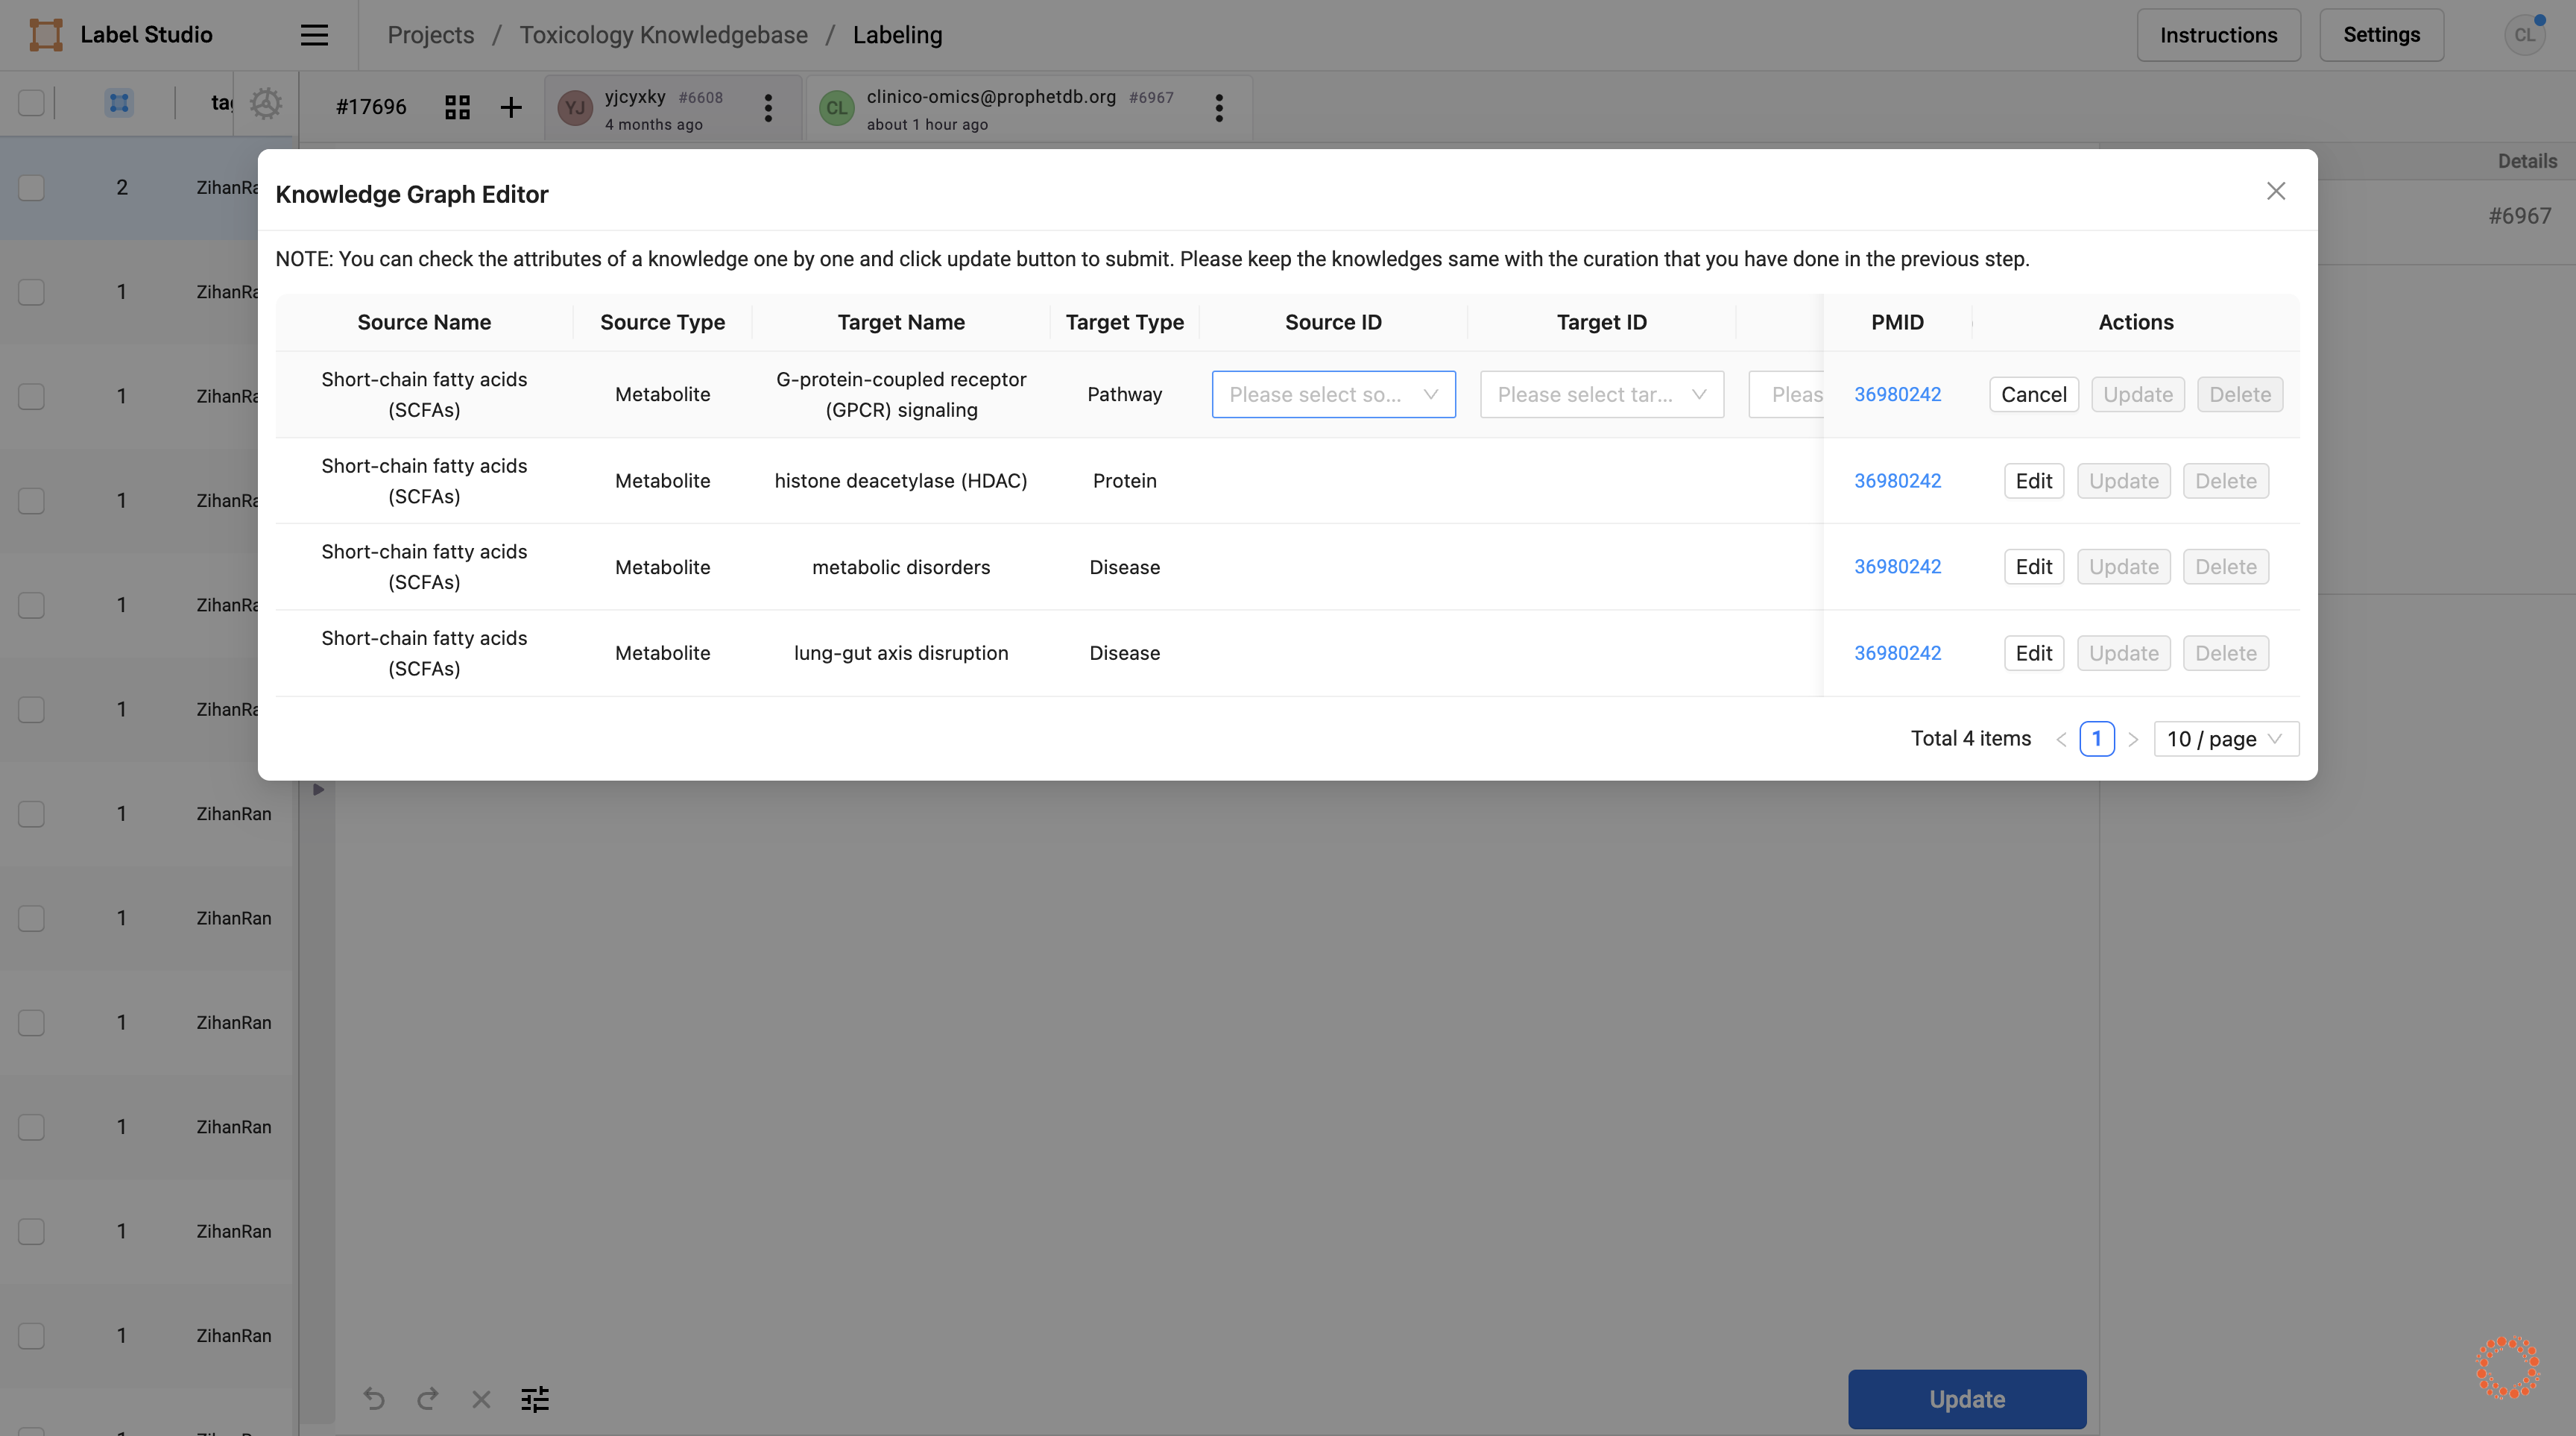 Label Studio
Projects / Toxicology Knowledgebase / Labeling
Instructions
Settings
CL
#17696
YJ
yjcyxky #6608
4 months ago
CL
clinico-omics@prophetdb.org #6967
about 1 hour ago
Details
#6967
2
1
1
1
1
1
1 ZihanRan
1 ZihanRan
1 ZihanRan
1 ZihanRan
1 ZihanRan
1 ZihanRan
Knowledge Graph Editor
NOTE: You can check the attributes of a knowledge one by one and click update button to submit. Please keep the knowledges same with the curation that you have done in the previous step.
Source Name Source Type Target Name Target Type Source ID Target ID PMID Actions
Short-chain fatty acids
(SCFAs)
Metabolite
G-protein-coupled receptor
(GPCR) signaling
Pathway
Please select so...
Please select tar...
Pleas
36980242
Cancel Update Delete
Short-chain fatty acids
(SCFAs)
Metabolite
histone deacetylase (HDAC)
Protein
36980242
Edit Update Delete
Short-chain fatty acids
(SCFAs)
Metabolite
metabolic disorders
Disease
36980242
Edit Update Delete
Short-chain fatty acids
(SCFAs)
Metabolite
lung-gut axis disruption
Disease
36980242
Edit Update Delete
Total 4 items < 1 > 10 / page
Update